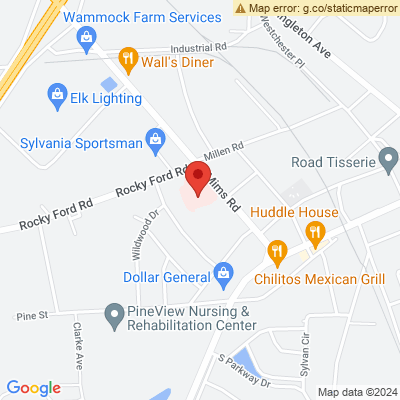 Map error: g.co/staticmaperror
Wammock Farm Services
Industrial Rd
Westchester Pl
ngleton Ave
Wall's Diner
Elk Lighting
Sylvania Sportsman
Millen Rd
Road Tisserie
Rocky Ford Rd
Rocky Ford Rd
Mims Rd
Huddle House
Wildwood Dr
Dollar General
Chilitos Mexican Grill
Pine St
PineView Nursing &
Rehabilitation Center
Clarke Ave
S Parkway Dr
Sylvan Cir
Google
Map data ©2024